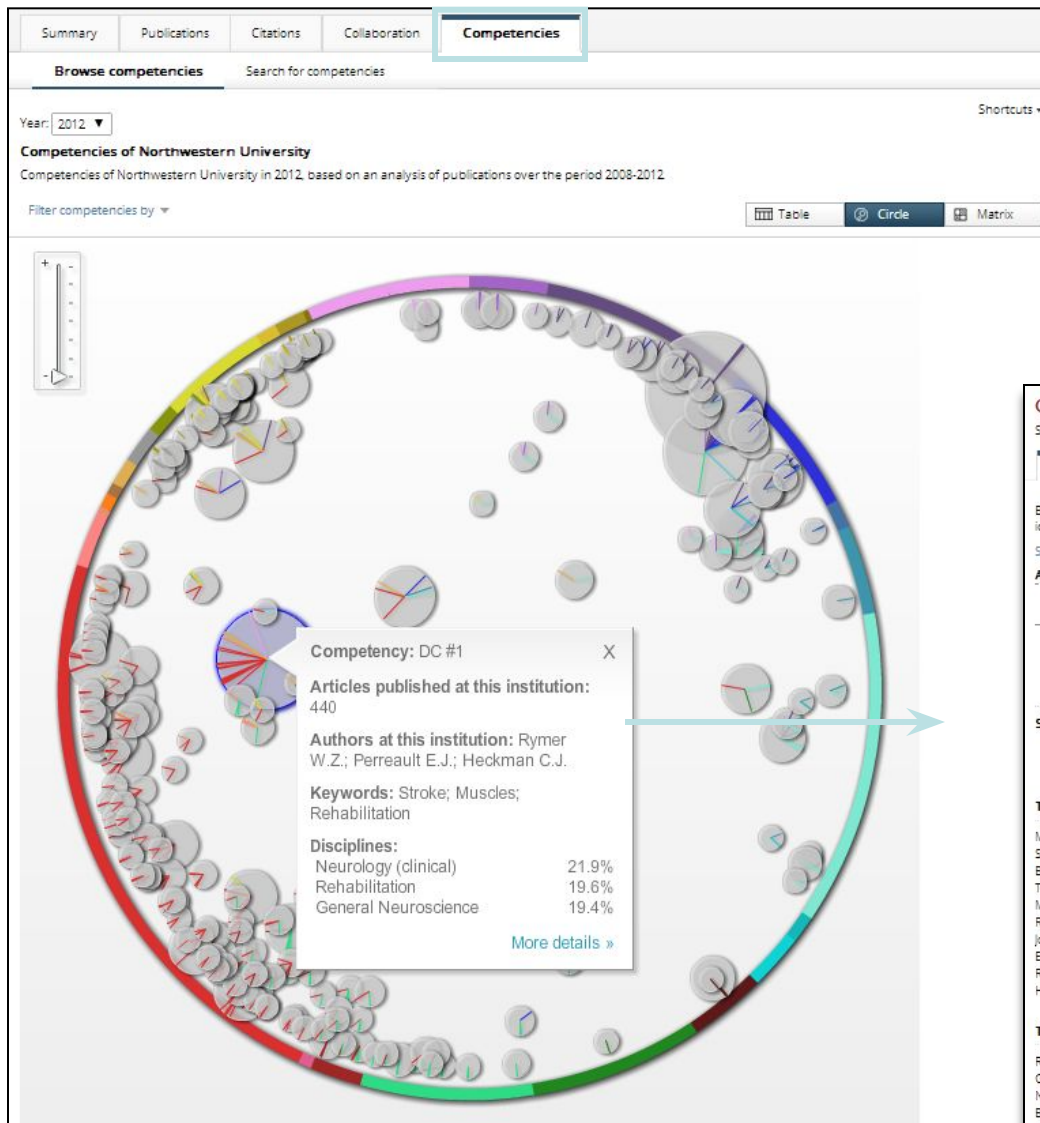 Summary
Publications
Citations
Collaboration
Competencies
Browse competencies
Search for competencies
Shortcuts
Year: 2012
Competencies of Northwestern University
Competencies of Northwestern University in 2012, based on an analysis of publications over the period 2008-2012.
Filter competencies by
Table
Circle
Matrix
+
-
Competency: DC #1
X
Articles published at this institution:
440
Authors at this institution: Rymer
W.Z.; Perreault E.J.; Heckman C.J.
Keywords: Stroke; Muscles;
Rehabilitation
Disciplines:
Neurology (clinical) 21.9%
Rehabilitation 19.6%
General Neuroscience 19.4%
More details »